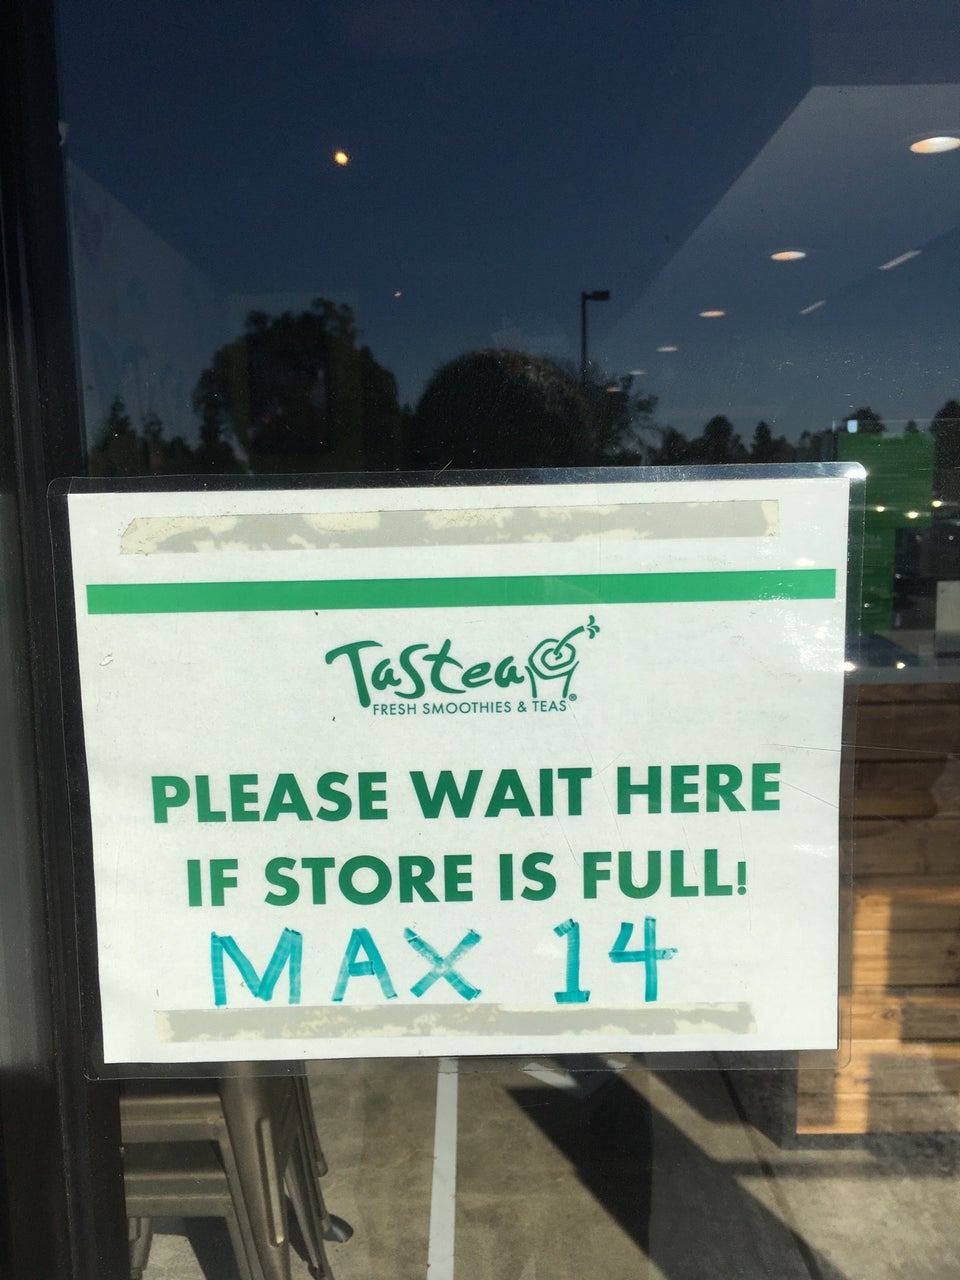 Tastea
FRESH SMOOTHIES & TEAS®
PLEASE WAIT HERE
IF STORE IS FULL!
MAX 14